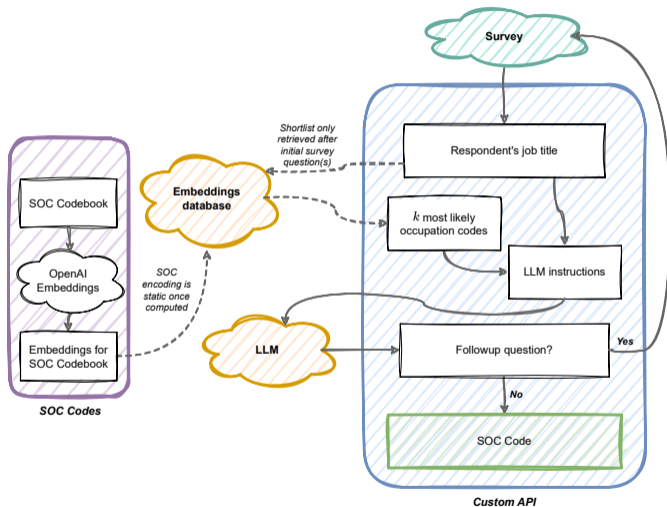 Survey
Shortlist only
retrieved after
initial survey
question(s)
Respondent's job title
Embeddings
database
SOC Codebook
k most likely
occupation codes
OpenAI
Embeddings
SOC
encoding is
static once
computed
LLM instructions
Embeddings for
SOC Codebook
LLM
Followup question?
Yes
No
SOC Codes
SOC Code
Custom API